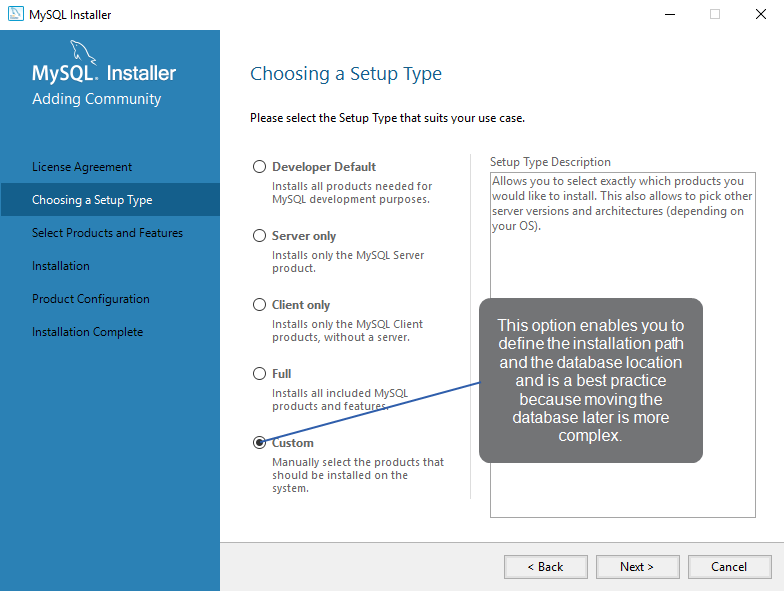 MySQL Installer
MySQL. Installer
Adding Community
License Agreement
Choosing a Setup Type
Select Products and Features
Installation
Product Configuration
Installation Complete
Choosing a Setup Type
Please select the Setup Type that suits your use case.
Developer Default
Installs all products needed for
MySQL development purposes.
Server only
Installs only the MySQL Server
product.
Client only
Installs only the MySQL Client
products, without a server.
Full
Installs all included MySQL
products and features.
Custom
Manually select the products that
should be installed on the
system.
Setup Type Description
Allows you to select exactly which products you
would like to install. This also allows to pick other
server versions and architectures (depending on
your OS).
This option enables you to
define the installation path
and the database location
and is a best practice
because moving the
database later is more
complex.
< Back
Next >
Cancel